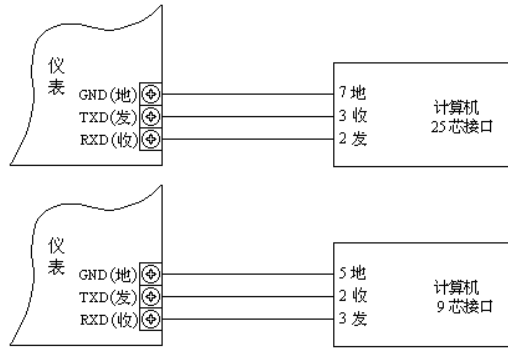 仪
表
GND(地)
TXD(发)
RXD(收)
7 地
3 收
2 发
计算机
25芯接口
仪
表
GND(地)
TXD(发)
RXD(收)
5 地
2 收
3 发
计算机
9芯接口